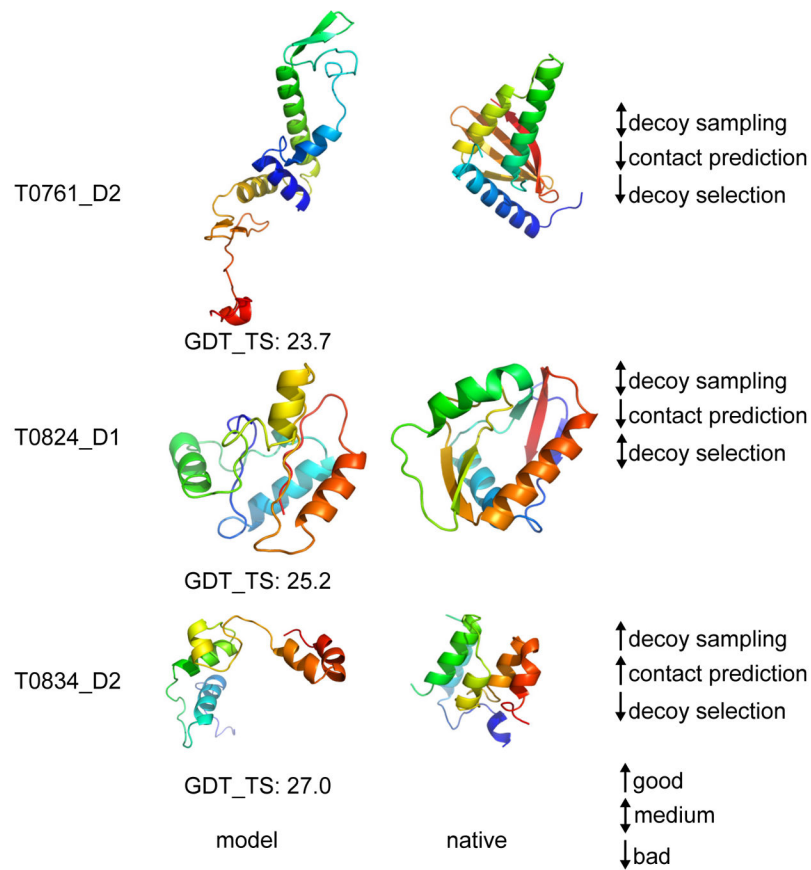 decoy sampling
contact prediction
T0761_D2
decoy selection
GDT_TS: 23.7
decoy sampling
contact prediction
T0824_D1
decoy selection
GDT_TS: 25.2
decoy sampling
contact prediction
T0834_D2
decoy selection
GDT_TS: 27.0
good
medium
model native
bad